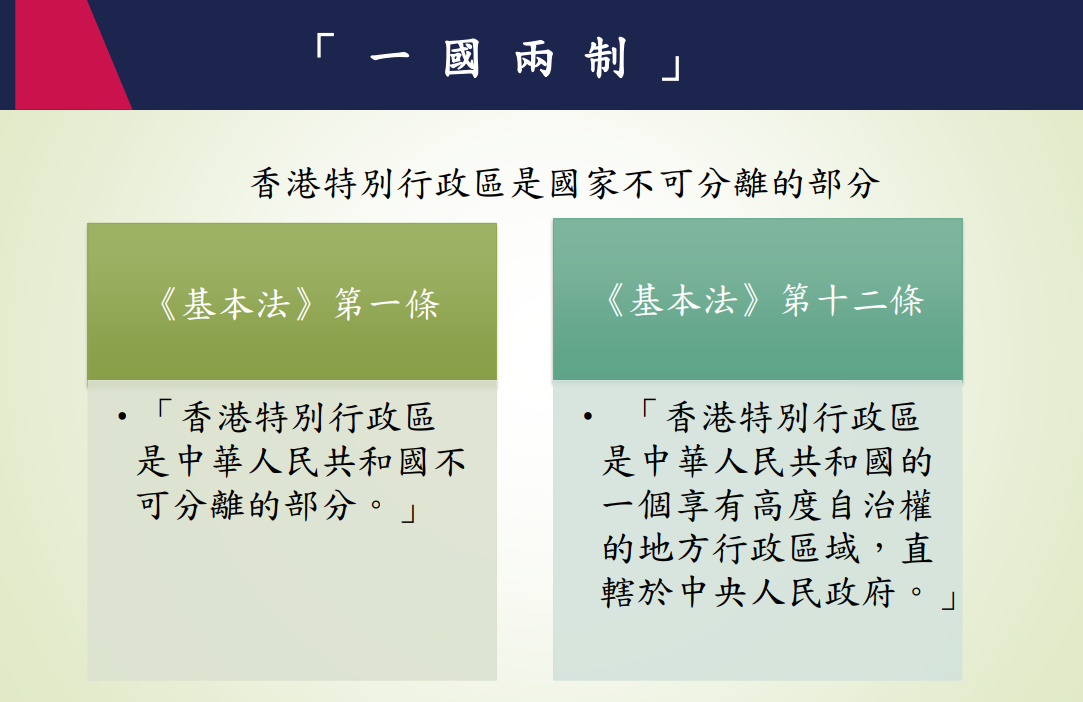 「 一 國 兩 制 」
香港特別行政區是國家不可分離的部分
《基本法》第一條
• 「香港特別行政區
是中華人民共和國不
可分離的部分。」
《基本法》第十二條
• 「香港特別行政區
是中華人民共和國的
一個享有高度自治權
的地方行政區域，直
轄於中央人民政府。」